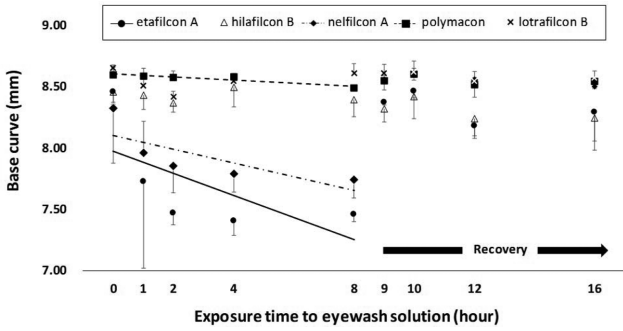 etafilcon A hilafilcon B nelfilcon A polymacon lotrafilcon B
9.00
8.50
8.00
7.50
7.00
Base curve (mm)
Recovery
0 1 2 4 8 9 10 12 16
Exposure time to eyewash solution (hour)